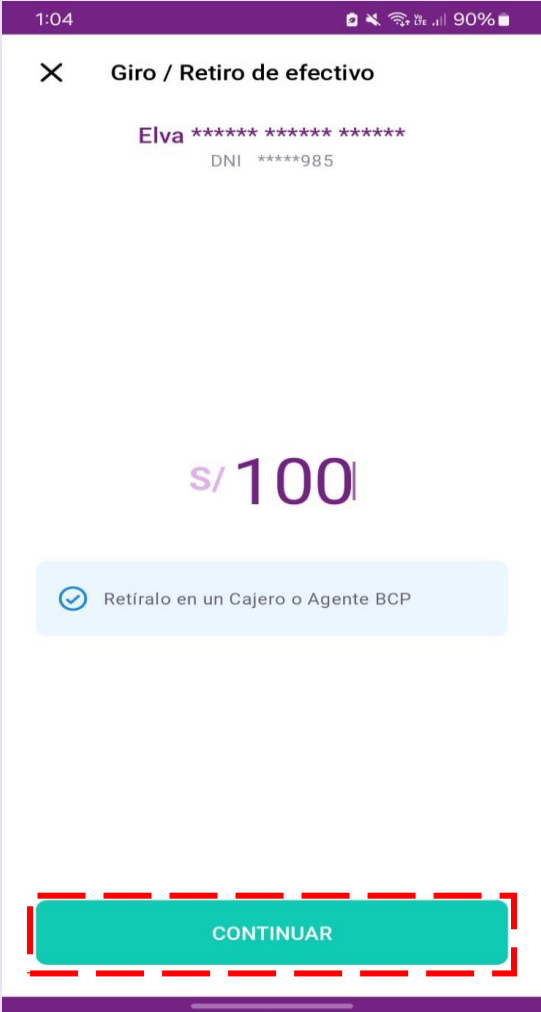 1:04 90%
Giro / Retiro de efectivo
Elva ****** ****** ******
DNI *****985
S/ 100
Retíralo en un Cajero o Agente BCP
CONTINUAR